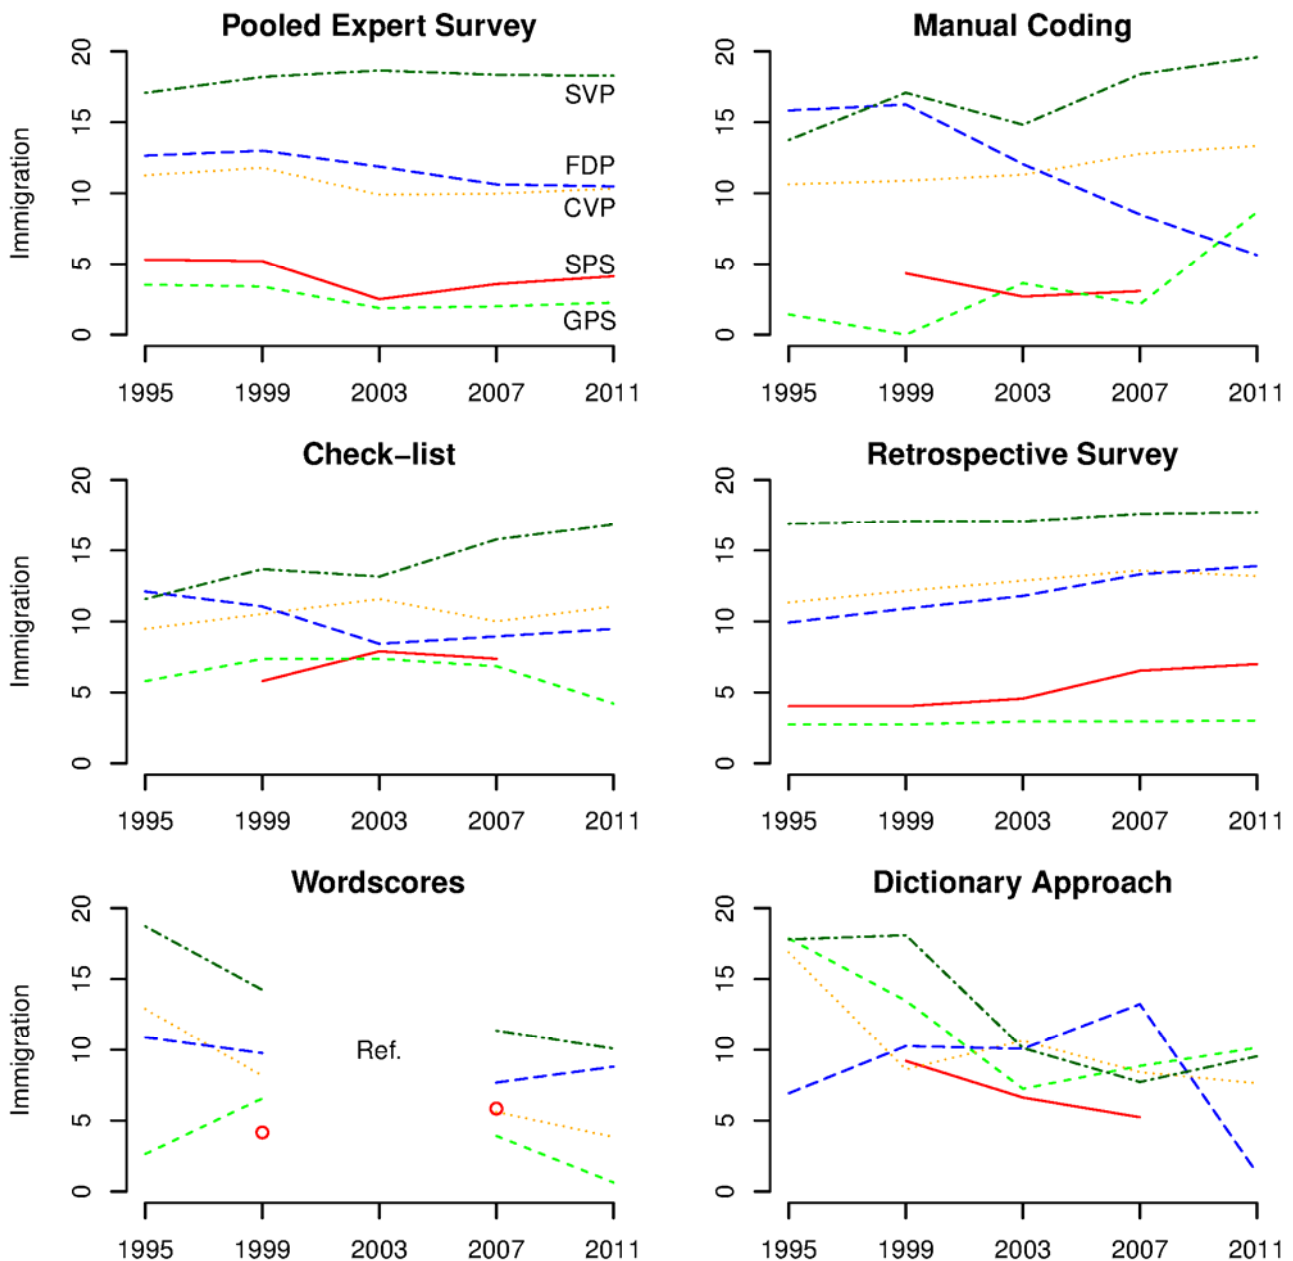 Pooled Expert Survey
Immigration
20
15
10
5
0
SVP
FDP
CVP
SPS
GPS
1995 1999 2003 2007 2011
Manual Coding
20
15
10
5
0
1995 1999 2003 2007 2011
Check–list
Immigration
20
15
10
5
0
1995 1999 2003 2007 2011
Retrospective Survey
20
15
10
5
0
1995 1999 2003 2007 2011
Wordscores
Immigration
20
15
10
5
0
Ref.
1995 1999 2003 2007 2011
Dictionary Approach
20
15
10
5
0
1995 1999 2003 2007 2011